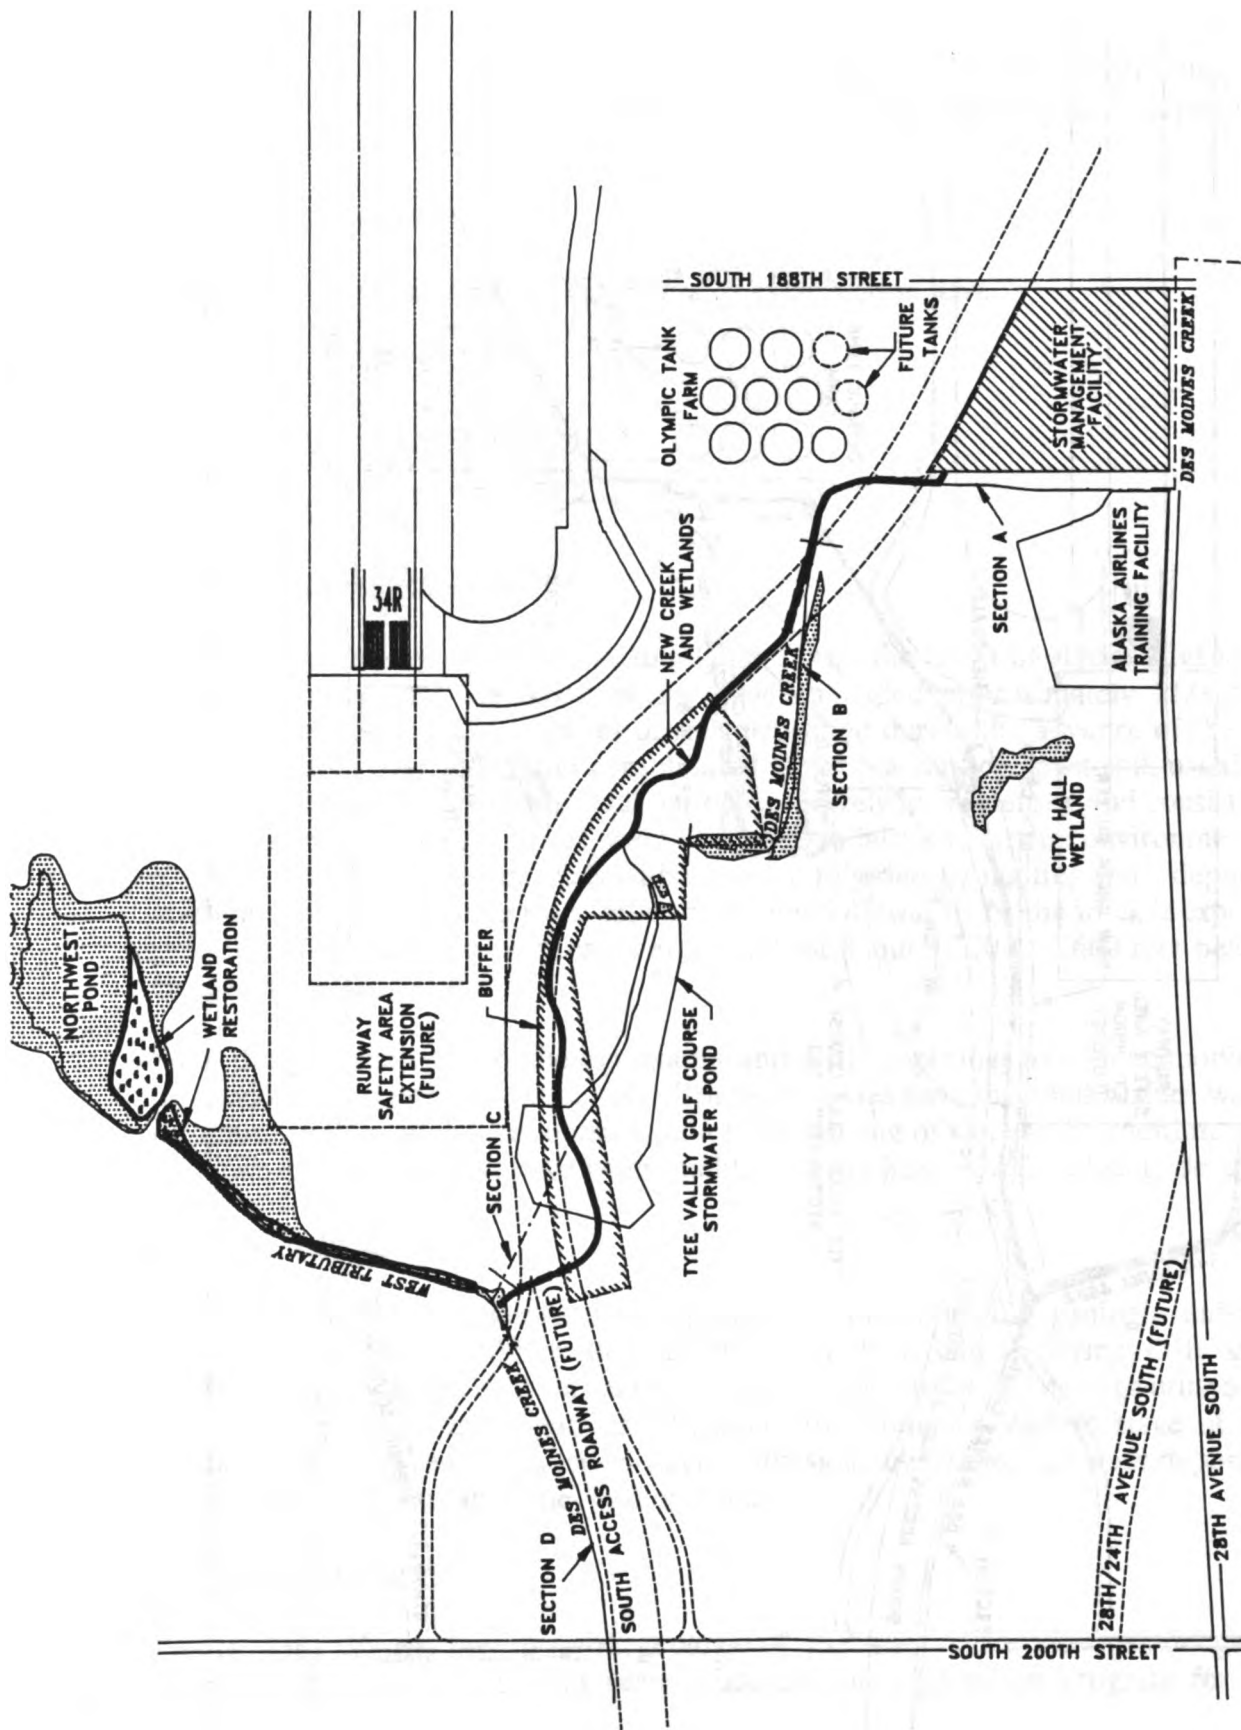 SOUTH 188TH STREET
OLYMPIC TANK
FARM
FUTURE
TANKS
STORMWATER
MANAGEMENT
FACILITY
DES MOINES CREEK
34R
NEW CREEK
AND WETLANDS
SECTION A
ALASKA AIRLINES
TRAINING FACILITY
DES MOINES CREEK
SECTION B
CITY HALL
WETLAND
NORTHWEST
POND
WETLAND
RESTORATION
BUFFER
RUNWAY
SAFETY AREA
EXTENSION
(FUTURE)
SECTION C
TYEE VALLEY GOLF COURSE
STORMWATER POND
WEST TRIBUTARY
DES MOINES CREEK
SECTION D
SOUTH ACCESS ROADWAY (FUTURE)
28TH/24TH AVENUE SOUTH (FUTURE)
28TH AVENUE SOUTH
SOUTH 200TH STREET